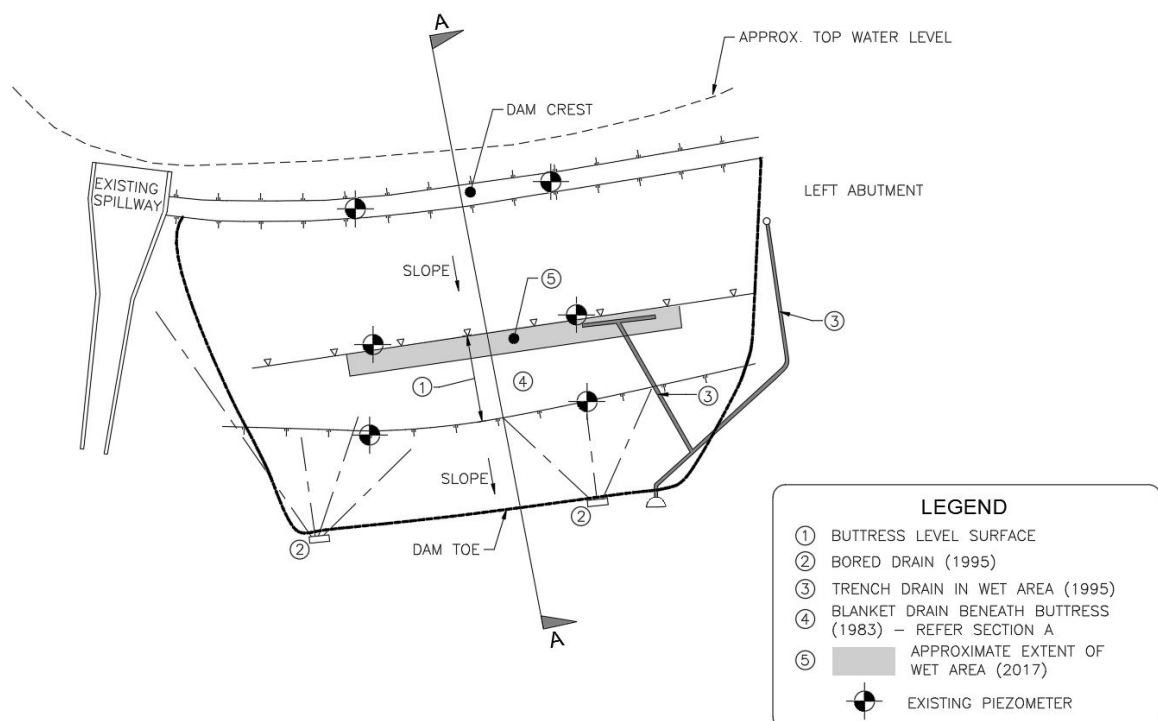 A
APPROX. TOP WATER LEVEL
DAM CREST
EXISTING
SPILLWAY
LEFT ABUTMENT
SLOPE
5
3
1
4
3
SLOPE
2
2
DAM TOE
A
LEGEND
1 BUTTRESS LEVEL SURFACE
2 BORED DRAIN (1995)
3 TRENCH DRAIN IN WET AREA (1995)
4 BLANKET DRAIN BENEATH BUTTRESS
(1983) – REFER SECTION A
5 APPROXIMATE EXTENT OF
WET AREA (2017)
EXISTING PIEZOMETER